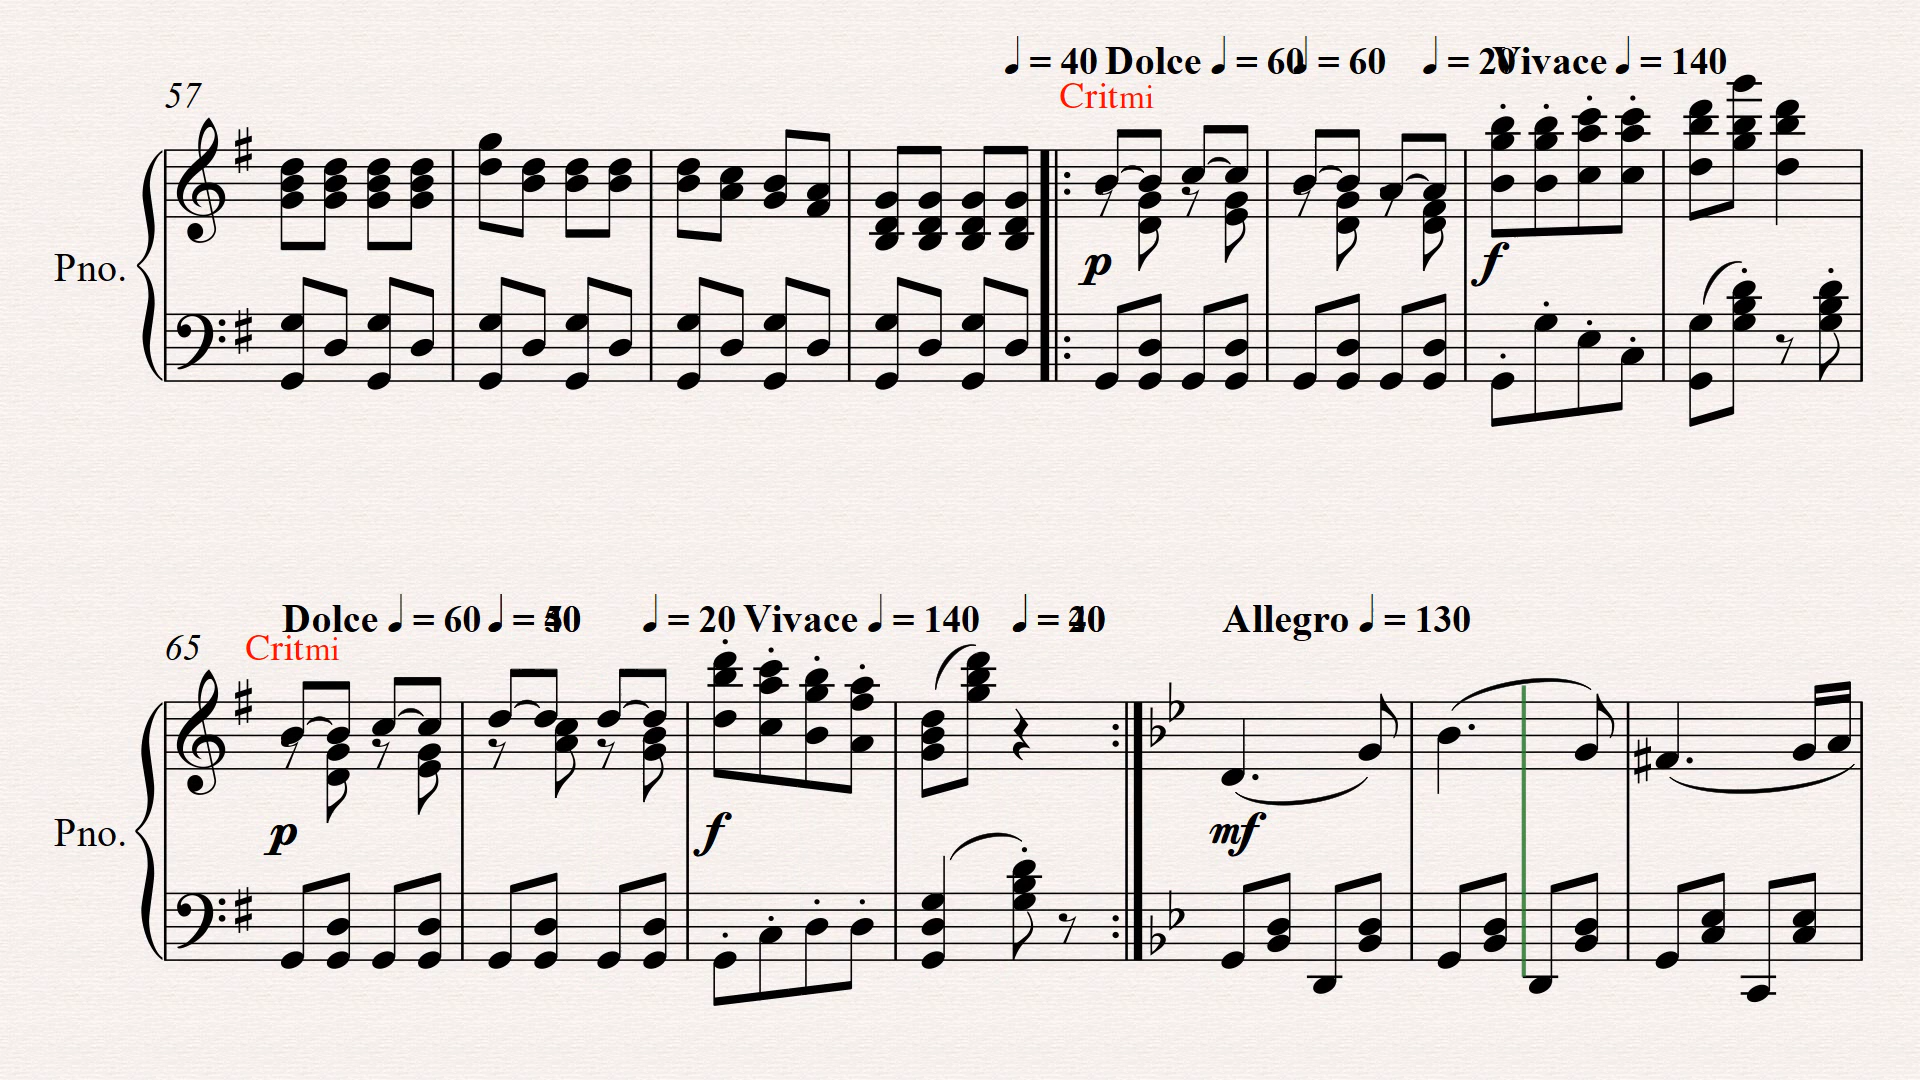 ♩ = 40 Dolce ♩ = 60 ♩ = 60 ♩ = 20 Vivace ♩ = 140
57
Critmi
Pno.
p
f
Dolce ♩ = 60 ♩ = ♩ = 20 Vivace ♩ = 140 ♩ = Allegro ♩ = 130
65
Critmi
Pno.
p
f
mf